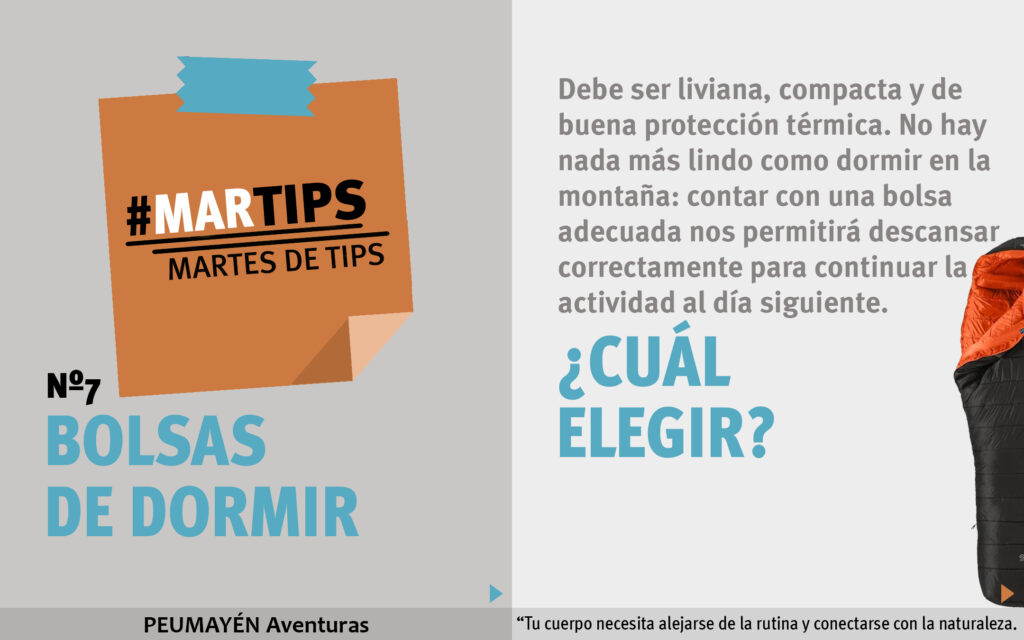 #MARTIPS
MARTES DE TIPS
Nº7
BOLSAS
DE DORMIR
PEUMAYÉN Aventuras
Debe ser liviana, compacta y de
buena protección térmica. No hay
nada más lindo como dormir en la
montaña: contar con una bolsa
adecuada nos permitirá descansar
correctamente para continuar la
actividad al día siguiente.
¿CUÁL
ELEGIR?
“Tu cuerpo necesita alejarse de la rutina y conectarse con la naturaleza.